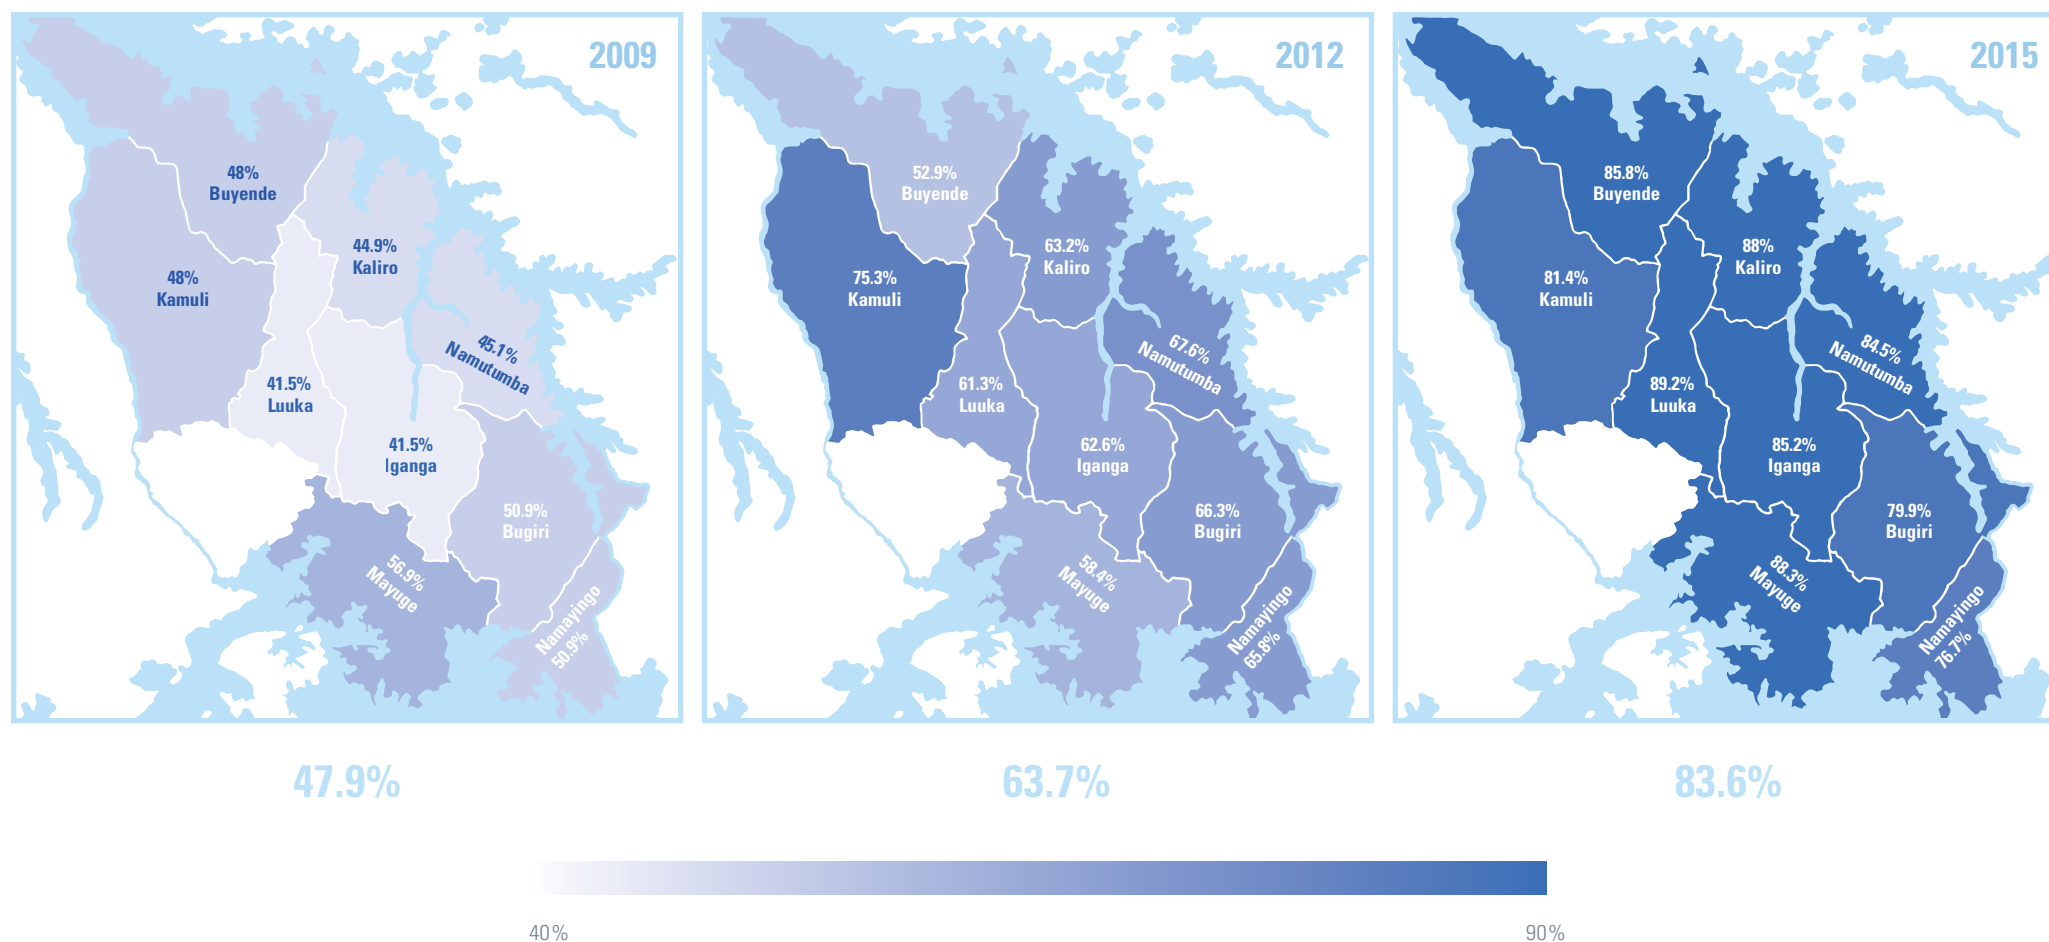 2009
48%
Buyende
44.9%
Kaliro
48%
Kamuli
45.1%
Namutumba
41.5%
Luuka
41.5%
Iganga
50.9%
Bugiri
56.9%
Mayuge
Namayingo
50.9%
2012
52.9%
Buyende
63.2%
Kaliro
75.3%
Kamuli
67.6%
Namutumba
61.3%
Luuka
62.6%
Iganga
66.3%
Bugiri
58.4%
Mayuge
Namayingo
65.8%
2015
85.8%
Buyende
88%
Kaliro
81.4%
Kamuli
84.5%
Namutumba
89.2%
Luuka
85.2%
Iganga
79.9%
Bugiri
88.3%
Mayuge
Namayingo
76.7%
47.9%
63.7%
83.6%
40%
90%